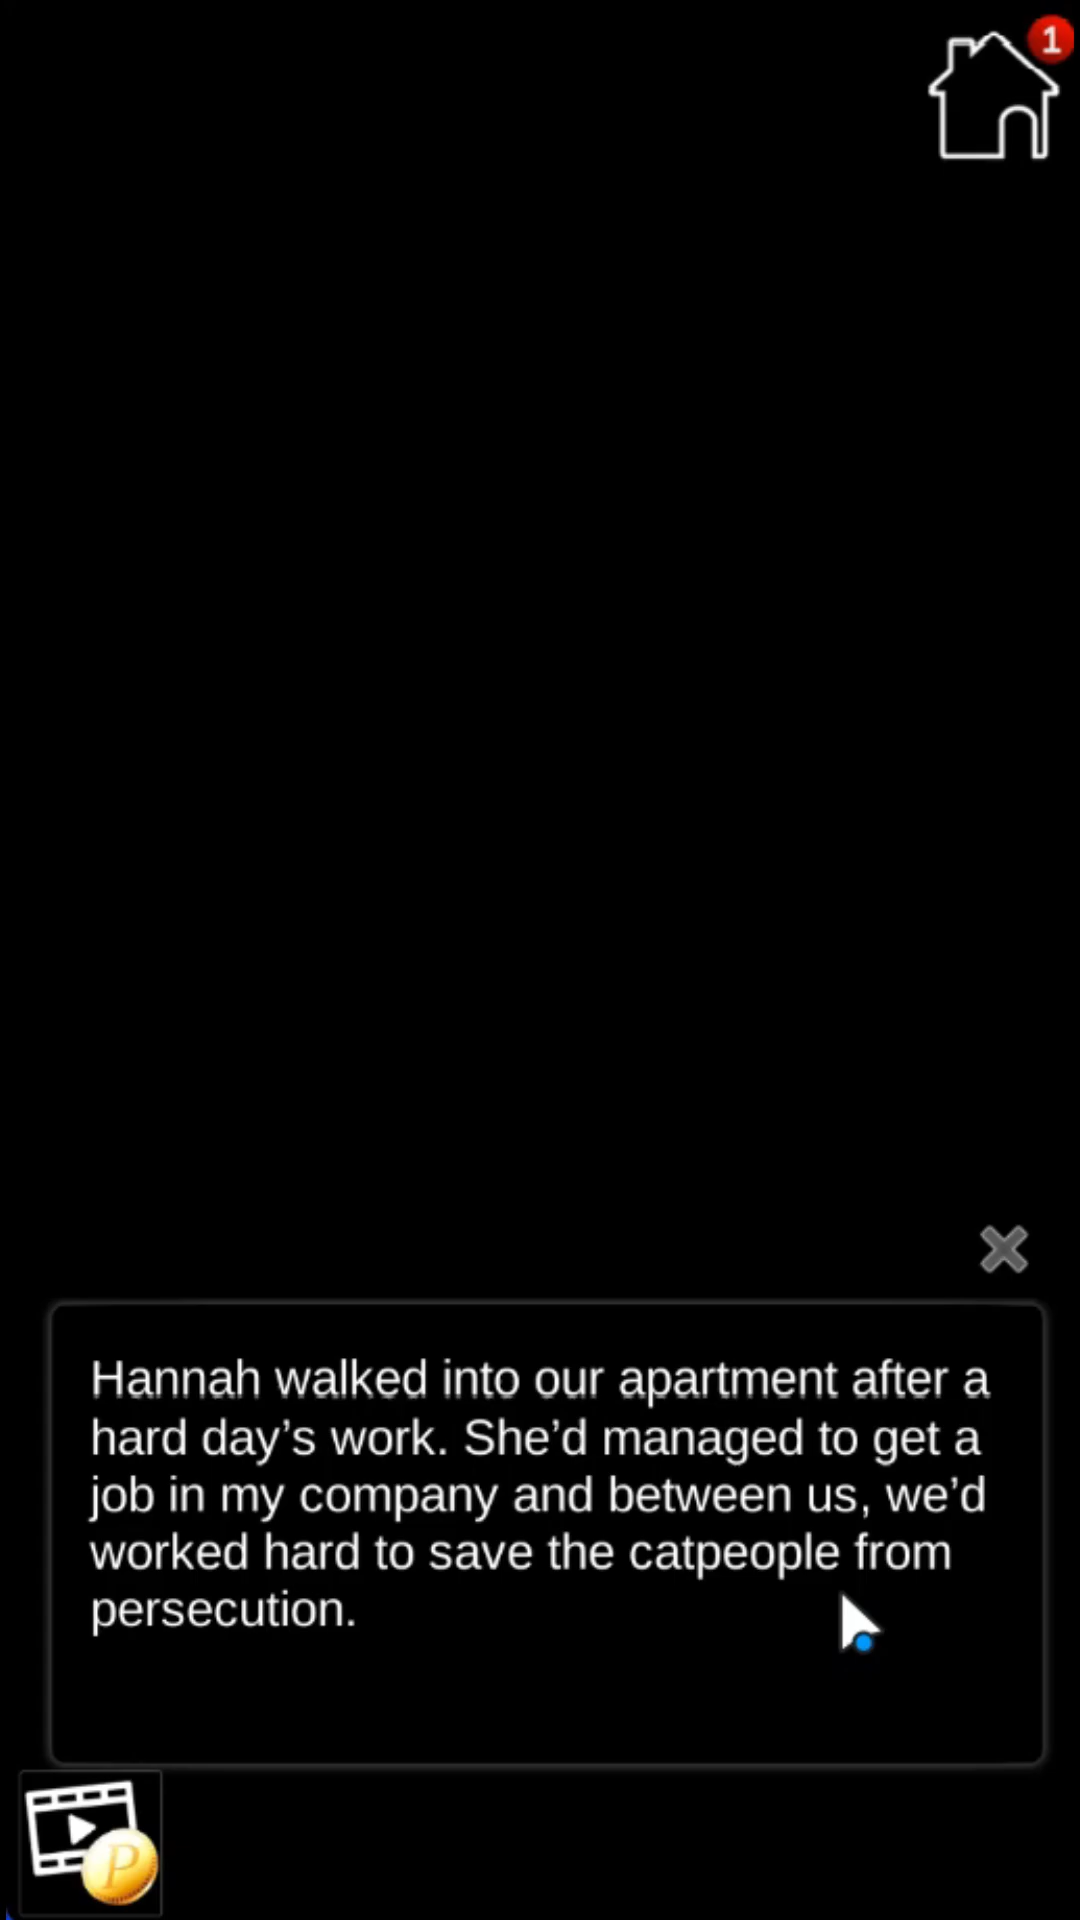 1
Hannah walked into our apartment after a
hard day’s work. She’d managed to get a
job in my company and between us, we’d
worked hard to save the catpeople from
persecution.
P